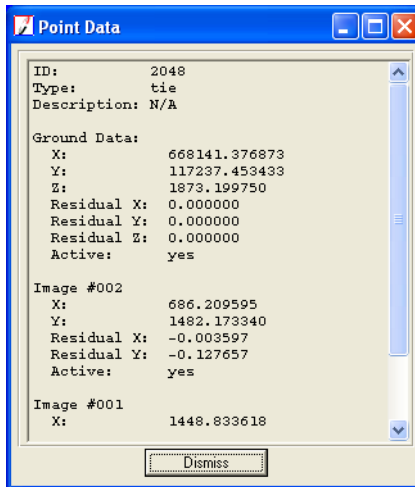 Point Data
ID: 2048
Type: tie
Description: N/A
Ground Data:
X: 668141.376873
Y: 117237.453433
Z: 1873.199750
Residual X: 0.000000
Residual Y: 0.000000
Residual Z: 0.000000
Active: yes
Image #002
X: 686.209595
Y: 1482.173340
Residual X: -0.003597
Residual Y: -0.127657
Active: yes
Image #001
X: 1448.833618
Dismiss